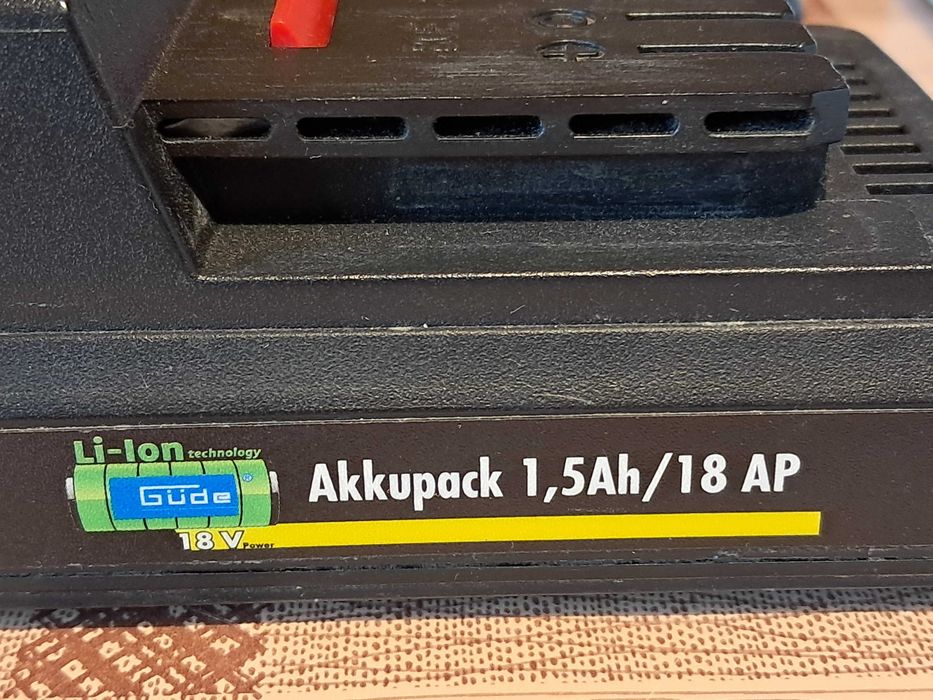 Li-Ion technology
Güde ®
18 V Power
Akkupack 1,5Ah/18 AP